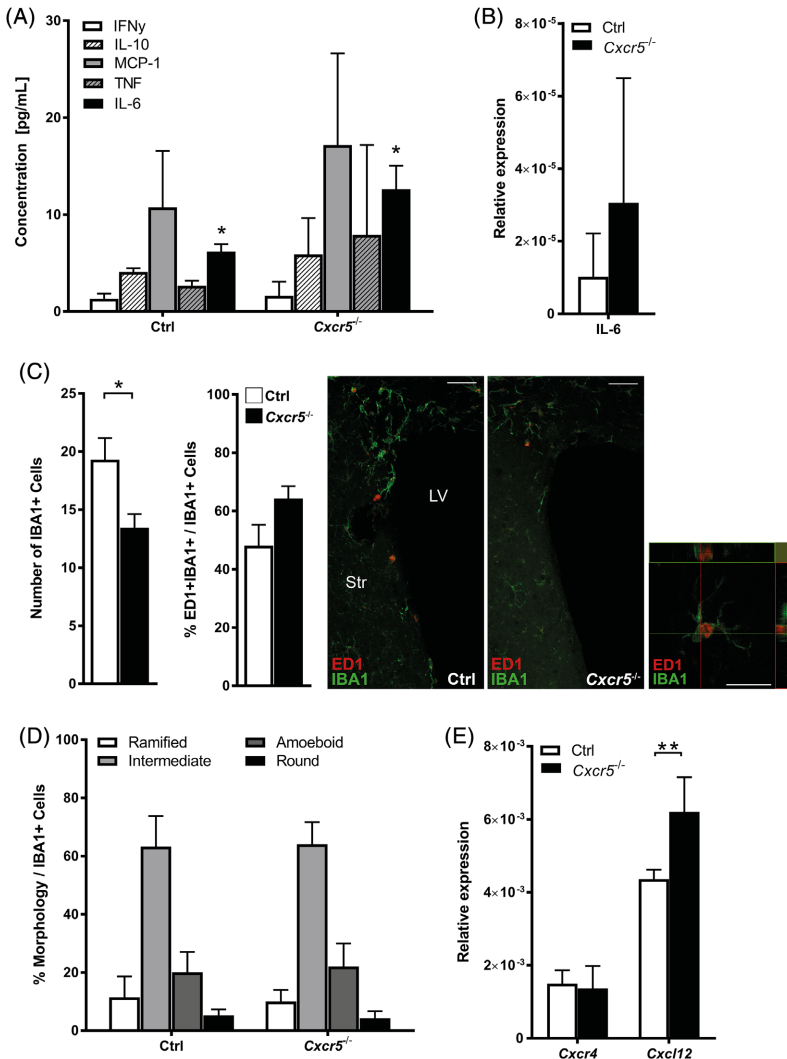 (A)
30
20
10
0
Concentration [pg/mL]
IFNy
IL-10
MCP-1
TNF
IL-6
*
*
Ctrl
Cxcr5-/-
(B)
8×10-5
6×10-5
4×10-5
2×10-5
0
Relative expression
Ctrl
Cxcr5-/-
IL-6
(C)
25
20
15
10
5
0
Number of IBA1+ Cells
*
100
80
60
40
20
0
% ED1+IBA1+ / IBA1+ Cells
Ctrl
Cxcr5-/-
LV
Str
ED1
IBA1
Ctrl
ED1
IBA1
Cxcr5-/-
ED1
IBA1
(D)
100
80
60
40
20
0
% Morphology / IBA1+ Cells
Ramified
Intermediate
Amoeboid
Round
Ctrl
Cxcr5-/-
(E)
8×10-3
6×10-3
4×10-3
2×10-3
0
Relative expression
Ctrl
Cxcr5-/-
**
Cxcr4
Cxcl12